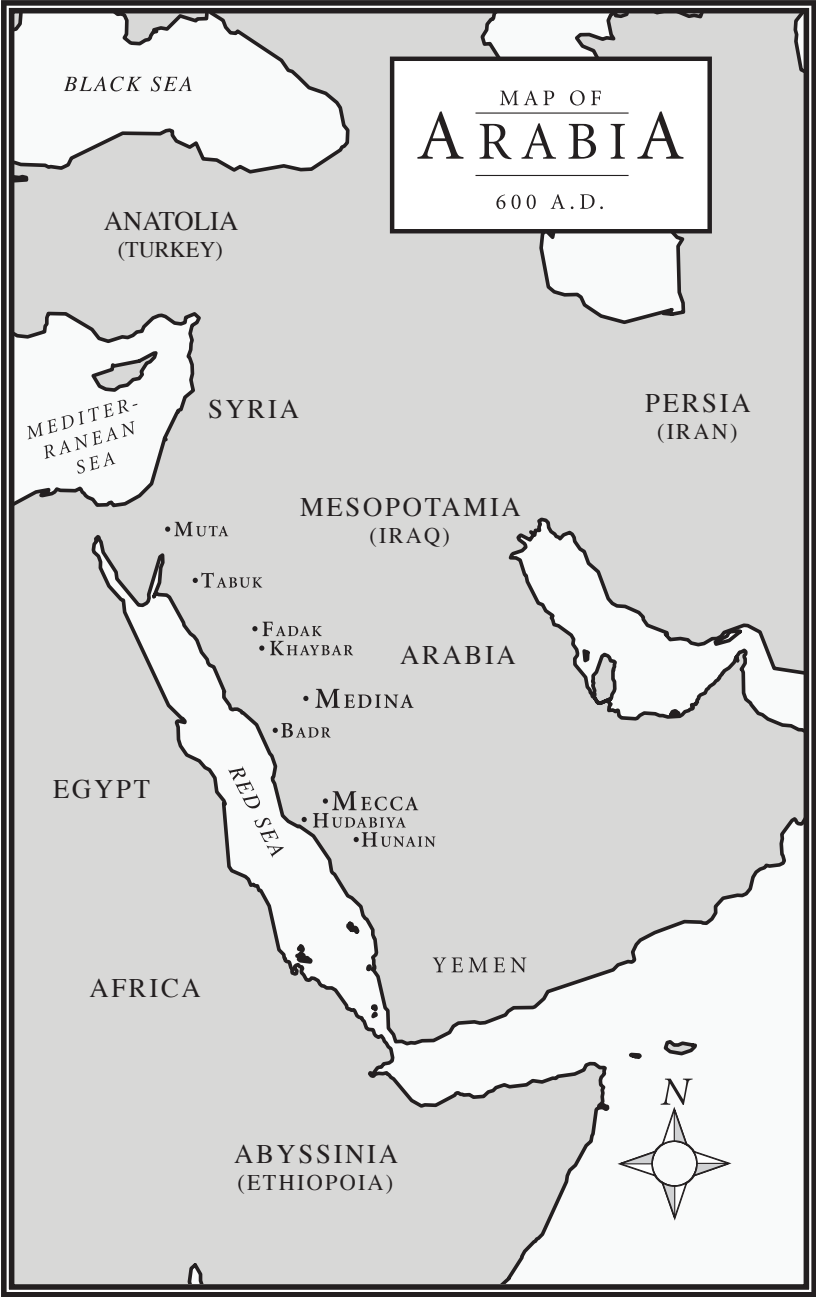 BLACK SEA
MAP OF
ARABIA
600 A.D.
ANATOLIA
(TURKEY)
MEDITER-
RANEAN
SEA
SYRIA
PERSIA
(IRAN)
MESOPOTAMIA
(IRAQ)
•MUTA
•TABUK
•FADAK
•KHAYBAR
ARABIA
•MEDINA
•BADR
EGYPT
RED SEA
•MECCA
•HUDABIYA
•HUNAIN
YEMEN
AFRICA
N
ABYSSINIA
(ETHIOPOIA)